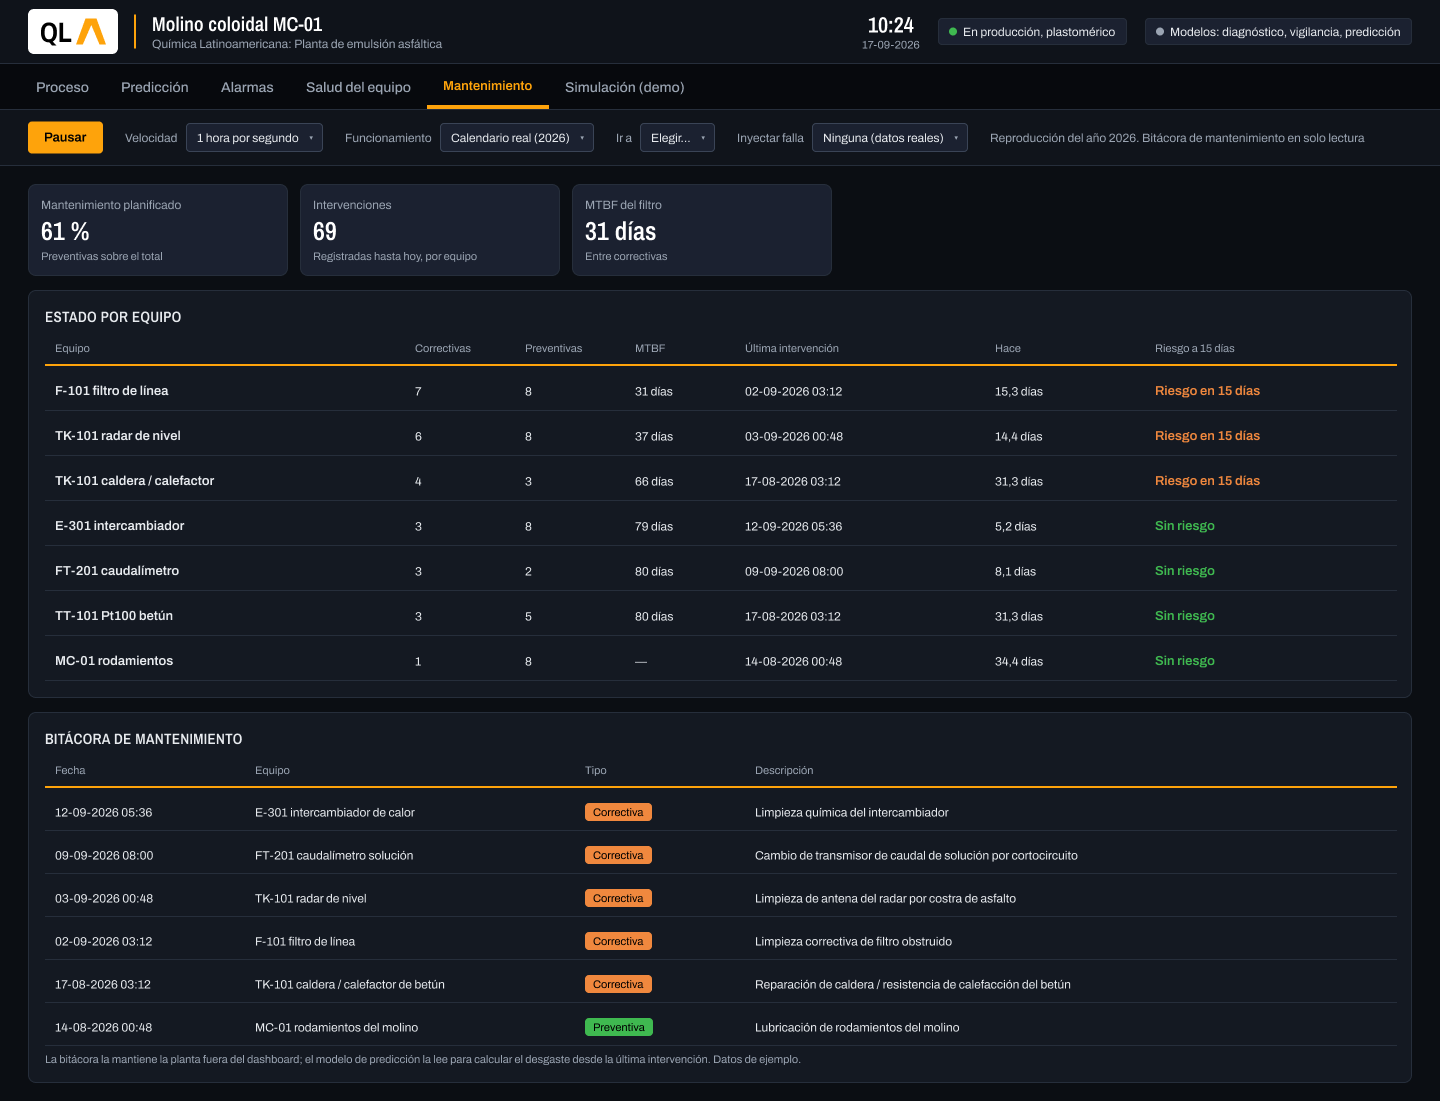 QL
Molino coloidal MC-01
Química Latinoamericana: Planta de emulsión asfáltica
10:24
17-09-2026
En producción, plastomérico
Modelos: diagnóstico, vigilancia, predicción
Proceso Predicción Alarmas Salud del equipo Mantenimiento Simulación (demo)
Pausar Velocidad 1 hora por segundo Funcionamiento Calendario real (2026) Ir a Elegir... Inyectar falla Ninguna (datos reales) Reproducción del año 2026. Bitácora de mantenimiento en solo lectura
Mantenimiento planificado
61 %
Preventivas sobre el total
Intervenciones
69
Registradas hasta hoy, por equipo
MTBF del filtro
31 días
Entre correctivas
ESTADO POR EQUIPO
Equipo Correctivas Preventivas MTBF Última intervención Hace Riesgo a 15 días
F-101 filtro de línea 7 8 31 días 02-09-2026 03:12 15,3 días Riesgo en 15 días
TK-101 radar de nivel 6 8 37 días 03-09-2026 00:48 14,4 días Riesgo en 15 días
TK-101 caldera / calefactor 4 3 66 días 17-08-2026 03:12 31,3 días Riesgo en 15 días
E-301 intercambiador 3 8 79 días 12-09-2026 05:36 5,2 días Sin riesgo
FT-201 caudalímetro 3 2 80 días 09-09-2026 08:00 8,1 días Sin riesgo
TT-101 Pt100 betún 3 5 80 días 17-08-2026 03:12 31,3 días Sin riesgo
MC-01 rodamientos 1 8 — 14-08-2026 00:48 34,4 días Sin riesgo
BITÁCORA DE MANTENIMIENTO
Fecha Equipo Tipo Descripción
12-09-2026 05:36 E-301 intercambiador de calor Correctiva Limpieza química del intercambiador
09-09-2026 08:00 FT-201 caudalímetro solución Correctiva Cambio de transmisor de caudal de solución por cortocircuito
03-09-2026 00:48 TK-101 radar de nivel Correctiva Limpieza de antena del radar por costra de asfalto
02-09-2026 03:12 F-101 filtro de línea Correctiva Limpieza correctiva de filtro obstruido
17-08-2026 03:12 TK-101 caldera / calefactor de betún Correctiva Reparación de caldera / resistencia de calefacción del betún
14-08-2026 00:48 MC-01 rodamientos del molino Preventiva Lubricación de rodamientos del molino
La bitácora la mantiene la planta fuera del dashboard; el modelo de predicción la lee para calcular el desgaste desde la última intervención. Datos de ejemplo.